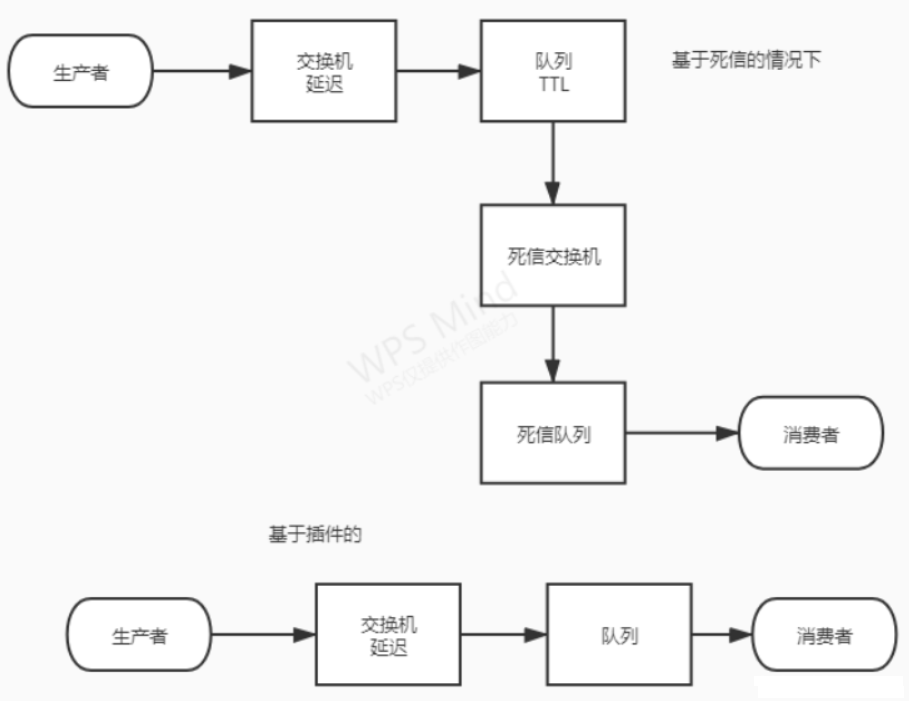 生产者
交换机
延迟
队列
TTL
基于死信的情况下
死信交换机
WPS Mind
WPS仅提供作图能力
死信队列
消费者
基于插件的
生产者
交换机
延迟
队列
消费者